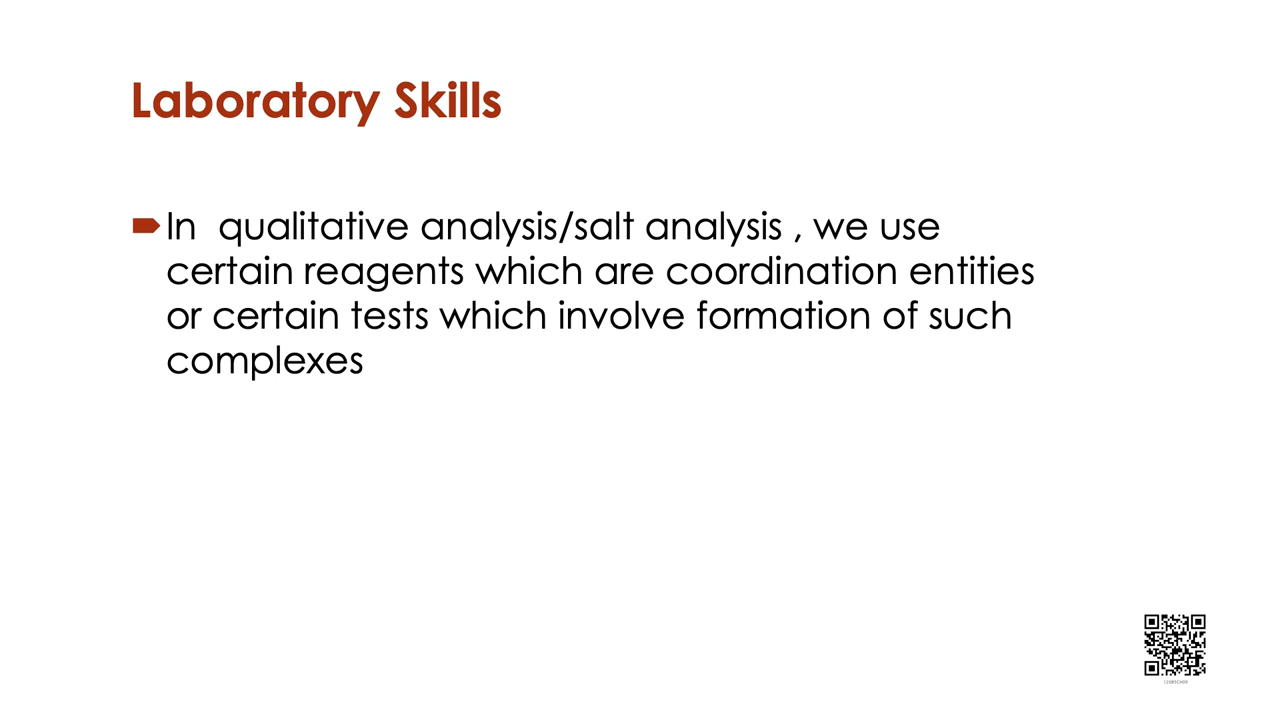 Laboratory Skills
In qualitative analysis/salt analysis , we use
certain reagents which are coordination entities
or certain tests which involve formation of such
complexes